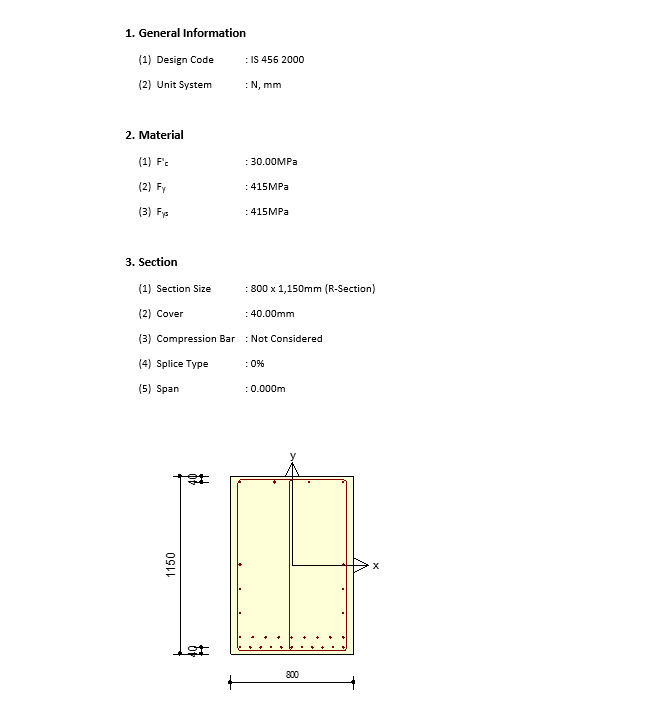 1. General Information
(1) Design Code : IS 456 2000
(2) Unit System : N, mm
2. Material
(1) F'c : 30.00MPa
(2) Fy : 415MPa
(3) Fys : 415MPa
3. Section
(1) Section Size : 800 x 1,150mm (R-Section)
(2) Cover : 40.00mm
(3) Compression Bar : Not Considered
(4) Splice Type : 0%
(5) Span : 0.000m
y
40
1150
x
40
800